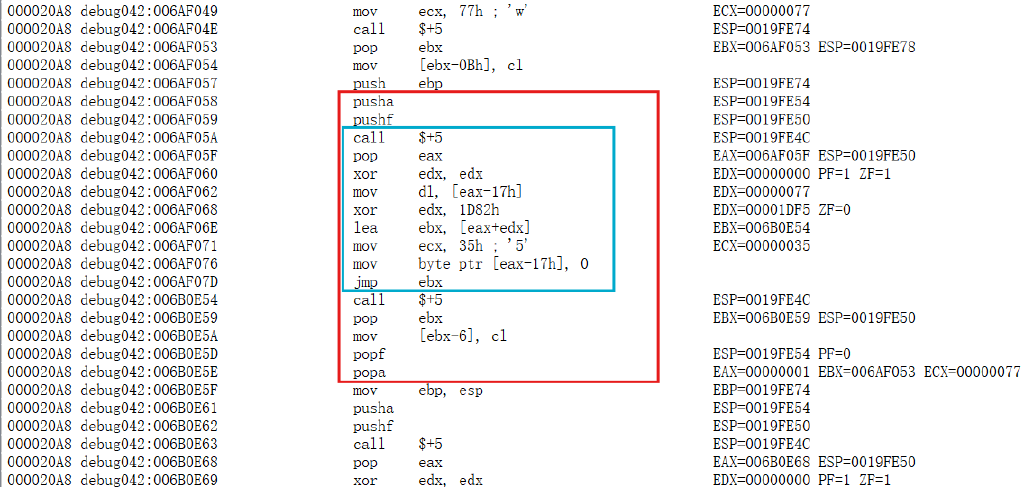 000020A8 debug042:006AF049 mov ecx, 77h ; 'w' ECX=00000077
000020A8 debug042:006AF04E call $+5 ESP=0019FE74
000020A8 debug042:006AF053 pop ebx EBX=006AF053 ESP=0019FE78
000020A8 debug042:006AF054 mov [ebx-0Bh], cl
000020A8 debug042:006AF057 push ebp ESP=0019FE74
000020A8 debug042:006AF058 pusha ESP=0019FE54
000020A8 debug042:006AF059 pushf ESP=0019FE50
000020A8 debug042:006AF05A call $+5 ESP=0019FE4C
000020A8 debug042:006AF05F pop eax EAX=006AF05F ESP=0019FE50
000020A8 debug042:006AF060 xor edx, edx EDX=00000000 PF=1 ZF=1
000020A8 debug042:006AF062 mov dl, [eax-17h] EDX=00000077
000020A8 debug042:006AF068 xor edx, 1D82h EDX=00001DF5 ZF=0
000020A8 debug042:006AF06E lea ebx, [eax+edx] EBX=006B0E54
000020A8 debug042:006AF071 mov ecx, 35h ; '5' ECX=00000035
000020A8 debug042:006AF076 mov byte ptr [eax-17h], 0
000020A8 debug042:006AF07D jmp ebx
000020A8 debug042:006B0E54 call $+5 ESP=0019FE4C
000020A8 debug042:006B0E59 pop ebx EBX=006B0E59 ESP=0019FE50
000020A8 debug042:006B0E5A mov [ebx-6], cl
000020A8 debug042:006B0E5D popf ESP=0019FE54 PF=0
000020A8 debug042:006B0E5E popa EAX=00000001 EBX=006AF053 ECX=00000077
000020A8 debug042:006B0E5F mov ebp, esp EBP=0019FE74
000020A8 debug042:006B0E61 pusha ESP=0019FE54
000020A8 debug042:006B0E62 pushf ESP=0019FE50
000020A8 debug042:006B0E63 call $+5 ESP=0019FE4C
000020A8 debug042:006B0E68 pop eax EAX=006B0E68 ESP=0019FE50
000020A8 debug042:006B0E69 xor edx, edx EDX=00000000 PF=1 ZF=1